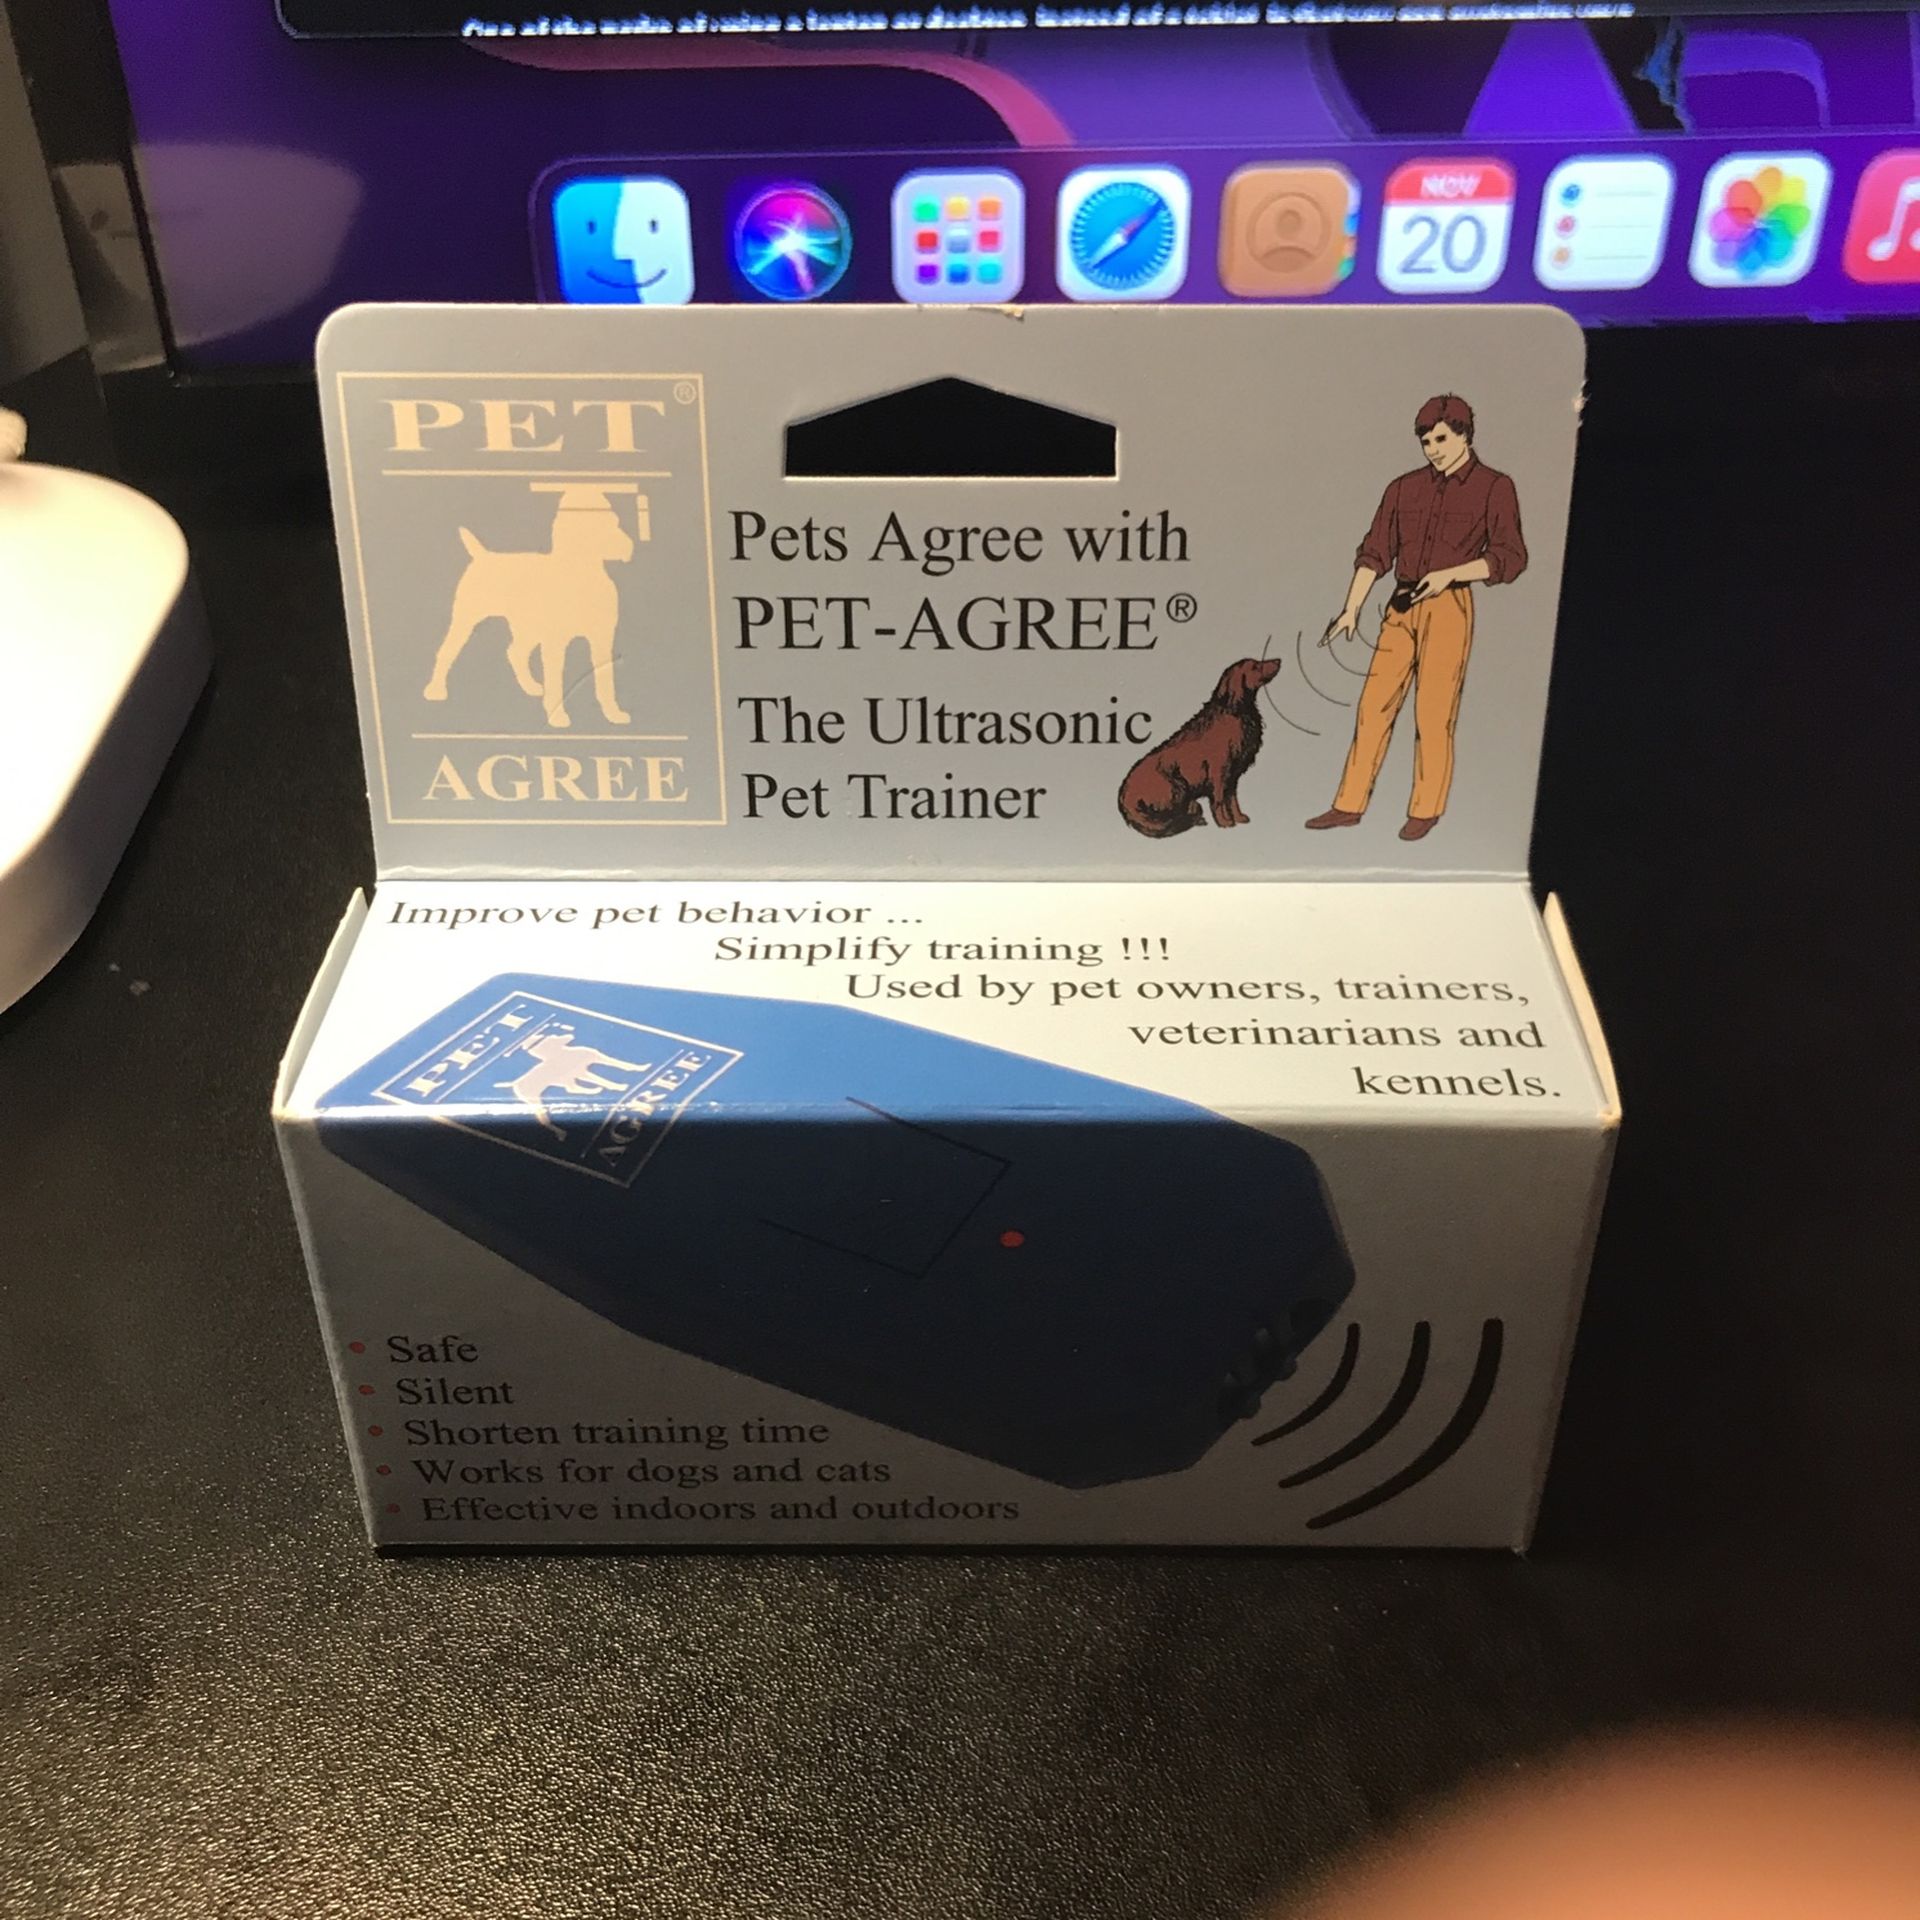 NOV
20
PET®
AGREE
Pets Agree with
PET-AGREE®
The Ultrasonic
Pet Trainer
Improve pet behavior ...
Simplify training !!!
Used by pet owners, trainers,
veterinarians and
kennels.
PET
AGREE
• Safe
• Silent
• Shorten training time
• Works for dogs and cats
• Effective indoors and outdoors